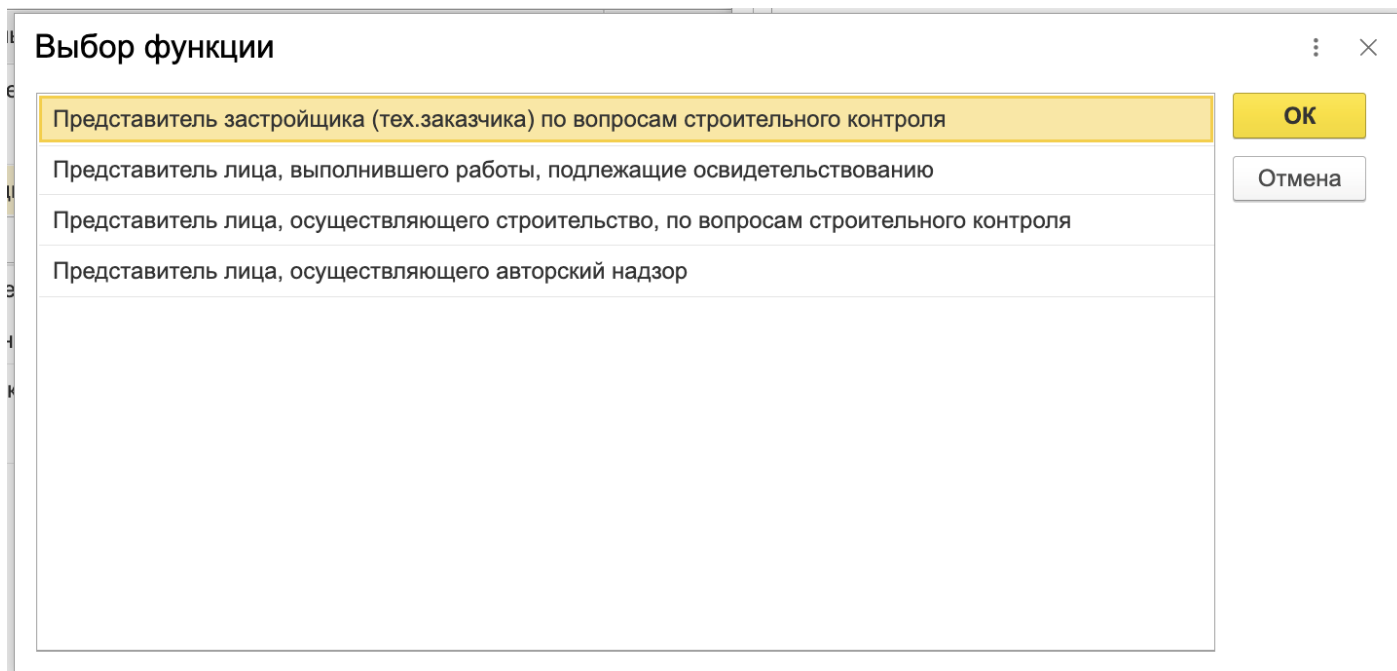 Выбор функции
Представитель застройщика (тех.заказчика) по вопросам строительного контроля
ОК
Представитель лица, выполнившего работы, подлежащие освидетельствованию
Отмена
Представитель лица, осуществляющего строительство, по вопросам строительного контроля
Представитель лица, осуществляющего авторский надзор